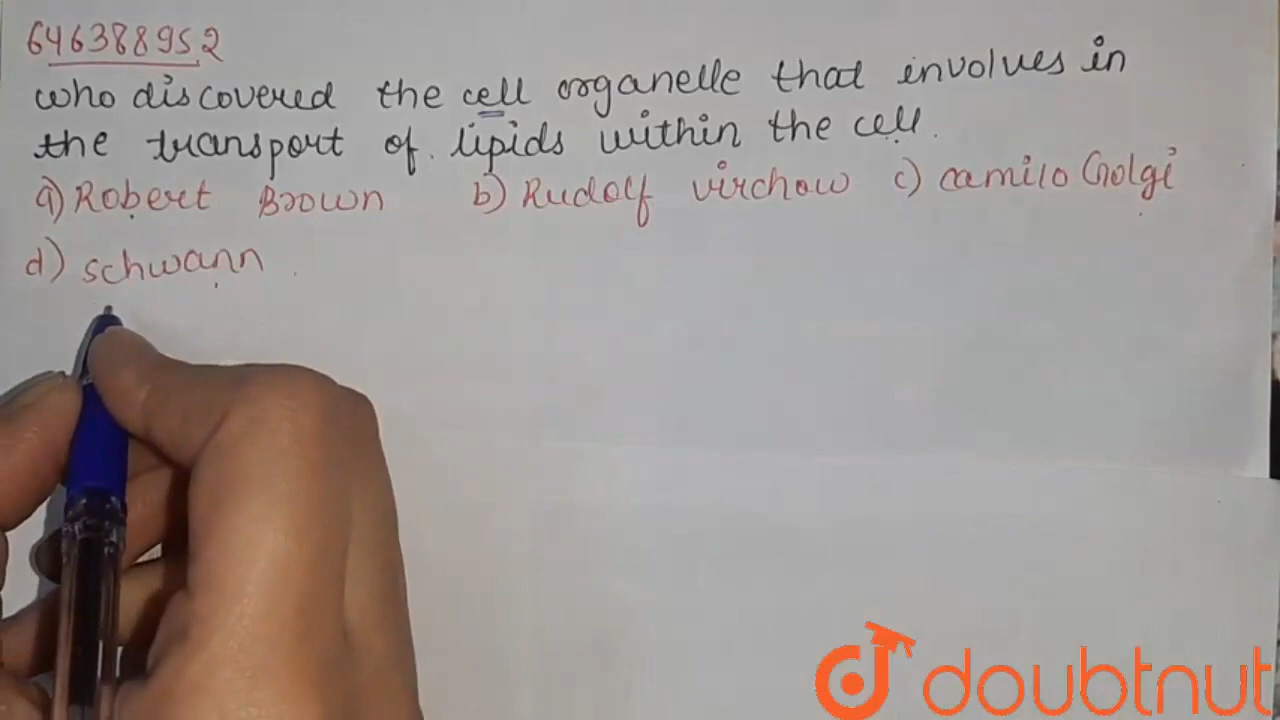 646388952
who discovered the cell organelle that involves in
the transport of lipids within the cell.
a) Robert Brown b) Rudolf virchow c) camilo Golgi
d) schwann
doubtnut